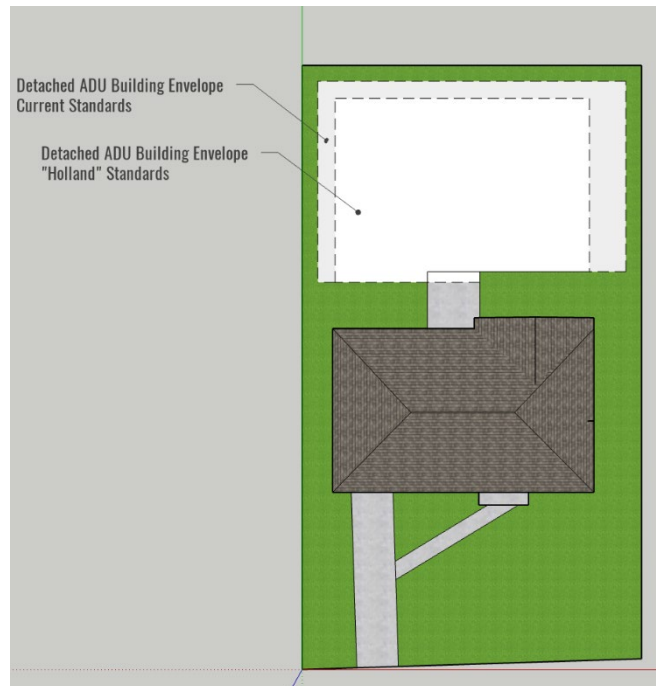 Detached ADU Building Envelope
Current Standards
Detached ADU Building Envelope
"Holland" Standards